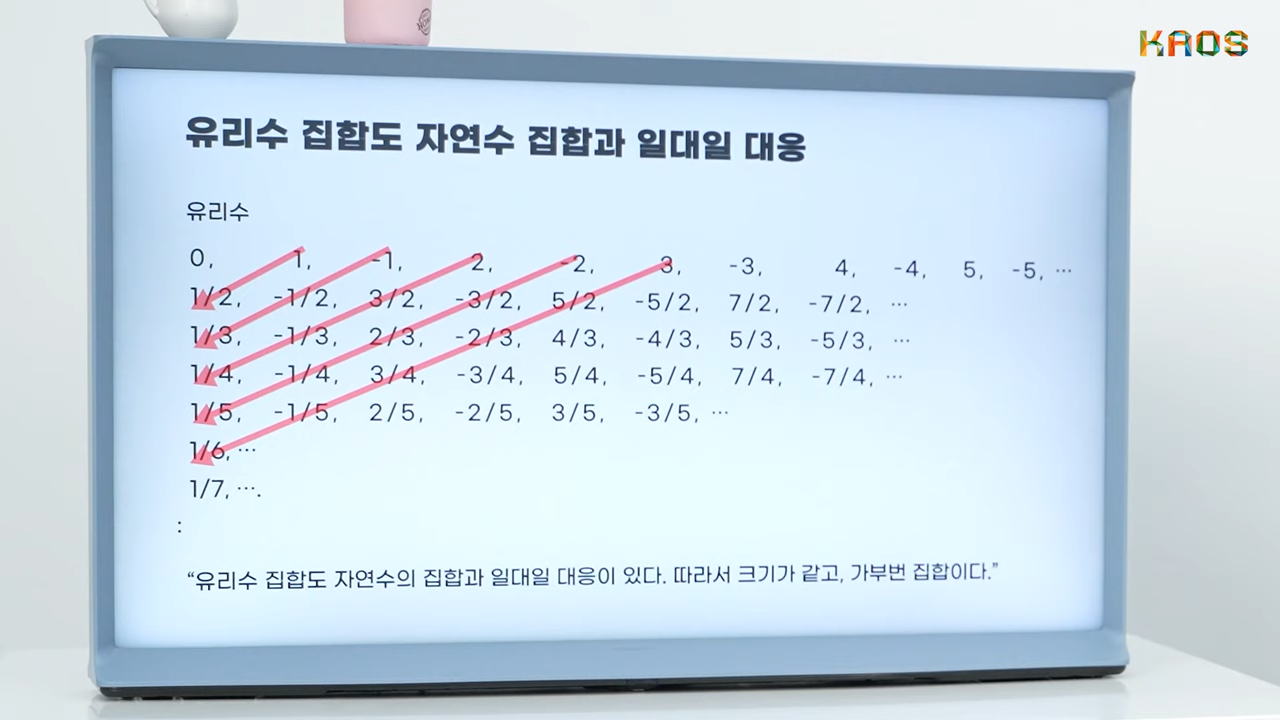 KAOS
유리수 집합도 자연수 집합과 일대일 대응
유리수
0, 1, -1, 2, -2, 3, -3, 4, -4, 5, -5, ⋯
1/2, -1/2, 3/2, -3/2, 5/2, -5/2, 7/2, -7/2, ⋯
1/3, -1/3, 2/3, -2/3, 4/3, -4/3, 5/3, -5/3, ⋯
1/4, -1/4, 3/4, -3/4, 5/4, -5/4, 7/4, -7/4, ⋯
1/5, -1/5, 2/5, -2/5, 3/5, -3/5, ⋯
1/6, ⋯
1/7, ⋯.
:
“유리수 집합도 자연수의 집합과 일대일 대응이 있다. 따라서 크기가 같고, 가부번 집합이다.”